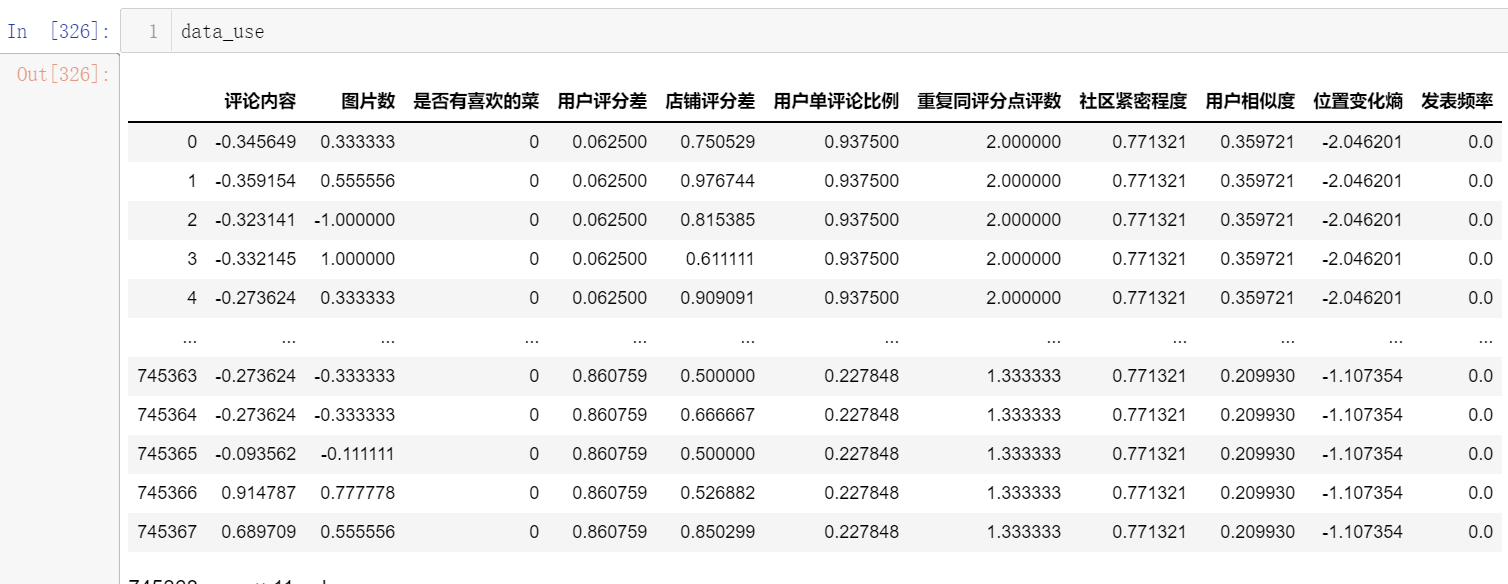 In [326]: 1 data_use
Out[326]:
评论内容 图片数 是否有喜欢的菜 用户评分差 店铺评分差 用户单评论比例 重复同评分点评数 社区紧密程度 用户相似度 位置变化熵 发表频率
0 -0.345649 0.333333 0 0.062500 0.750529 0.937500 2.000000 0.771321 0.359721 -2.046201 0.0
1 -0.359154 0.555556 0 0.062500 0.976744 0.937500 2.000000 0.771321 0.359721 -2.046201 0.0
2 -0.323141 -1.000000 0 0.062500 0.815385 0.937500 2.000000 0.771321 0.359721 -2.046201 0.0
3 -0.332145 1.000000 0 0.062500 0.611111 0.937500 2.000000 0.771321 0.359721 -2.046201 0.0
4 -0.273624 0.333333 0 0.062500 0.909091 0.937500 2.000000 0.771321 0.359721 -2.046201 0.0
... ... ... ... ... ... ... ... ... ... ... ...
745363 -0.273624 -0.333333 0 0.860759 0.500000 0.227848 1.333333 0.771321 0.209930 -1.107354 0.0
745364 -0.273624 -0.333333 0 0.860759 0.666667 0.227848 1.333333 0.771321 0.209930 -1.107354 0.0
745365 -0.093562 -0.111111 0 0.860759 0.500000 0.227848 1.333333 0.771321 0.209930 -1.107354 0.0
745366 0.914787 0.777778 0 0.860759 0.526882 0.227848 1.333333 0.771321 0.209930 -1.107354 0.0
745367 0.689709 0.555556 0 0.860759 0.850299 0.227848 1.333333 0.771321 0.209930 -1.107354 0.0